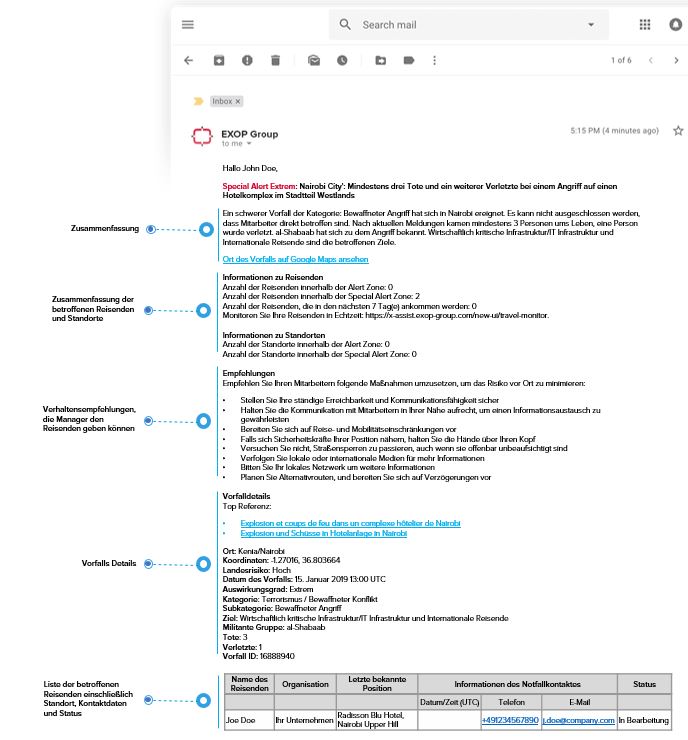 Search mail
1 of 6
Inbox ×
EXOP Group
5:15 PM (4 minutes ago)
to me
Hallo John Doe,
Special Alert Extrem: Nairobi City': Mindestens drei Tote und ein weiterer Verletzte bei einem Angriff auf einen
Hotelkomplex im Stadtteil Westlands
Zusammenfassung
Ein schwerer Vorfall der Kategorie: Bewaffneter Angriff hat sich in Nairobi ereignet. Es kann nicht ausgeschlossen werden,
dass Mitarbeiter direkt betroffen sind. Nach aktuellen Meldungen kamen mindestens 3 Personen ums Leben, eine Person
wurde verletzt. al-Shabaab hat sich zu dem Angriff bekannt. Wirtschaftlich kritische Infrastruktur/IT Infrastruktur und
Internationale Reisende sind die betroffenen Ziele.
Ort des Vorfalls auf Google Maps ansehen
Zusammenfassung der
betroffenen Reisenden
und Standorte
Informationen zu Reisenden
Anzahl der Reisenden innerhalb der Alert Zone: 0
Anzahl der Reisenden innerhalb der Special Alert Zone: 2
Anzahl der Reisenden, die in den nächsten 7 Tag(e) ankommen werden: 0
Monitoren Sie Ihre Reisenden in Echtzeit: https://x-assist.exop-group.com/new-ui/travel-monitor.
Informationen zu Standorten
Anzahl der Standorte innerhalb der Alert Zone: 0
Anzahl der Standorte innerhalb der Special Alert Zone: 0
Verhaltensempfehlungen,
die Manager den
Reisenden geben können
Empfehlungen
Empfehlen Sie Ihren Mitarbeitern folgende Maßnahmen umzusetzen, um das Risiko vor Ort zu minimieren:
• Stellen Sie Ihre ständige Erreichbarkeit und Kommunikationsfähigkeit sicher
• Halten Sie die Kommunikation mit Mitarbeitern in Ihrer Nähe aufrecht, um einen Informationsaustausch zu
gewährleisten
• Bereiten Sie sich auf Reise- und Mobilitätseinschränkungen vor
• Falls sich Sicherheitskräfte Ihrer Position nähern, halten Sie die Hände über Ihren Kopf
• Versuchen Sie nicht, Straßensperren zu passieren, auch wenn sie offenbar unbeaufsichtigt sind
• Verfolgen Sie lokale oder internationale Medien für mehr Informationen
• Bitten Sie Ihr lokales Netzwerk um weitere Informationen
• Planen Sie Alternativrouten, und bereiten Sie sich auf Verzögerungen vor
Vorfalls Details
Vorfalldetails
Top Referenz:
• Explosion et coups de feu dans un complexe hôtelier de Nairobi
• Explosion und Schüsse in Hotelanlage in Nairobi
Ort: Kenia/Nairobi
Koordinaten: -1.27016, 36.803664
Landesrisiko: Hoch
Datum des Vorfalls: 15. Januar 2019 13:00 UTC
Auswirkungsgrad: Extrem
Kategorie: Terrorismus / Bewaffneter Konflikt
Subkategorie: Bewaffneter Angriff
Ziel: Wirtschaftlich kritische Infrastruktur/IT Infrastruktur und Internationale Reisende
Militante Gruppe: al-Shabaab
Tote: 3
Verletzte: 1
Vorfall ID: 16888940
Liste der betroffenen
Reisenden einschließlich
Standort, Kontaktdaten
und Status
Name des Reisenden Organisation Letzte bekannte Position Informationen des Notfallkontaktes Status
Datum/Zeit (UTC) Telefon E-Mail
Joe Doe Ihr Unternehmen Radisson Blu Hotel, Nairobi Upper Hill +491234567890 j.doe@company.com In Bearbeitung